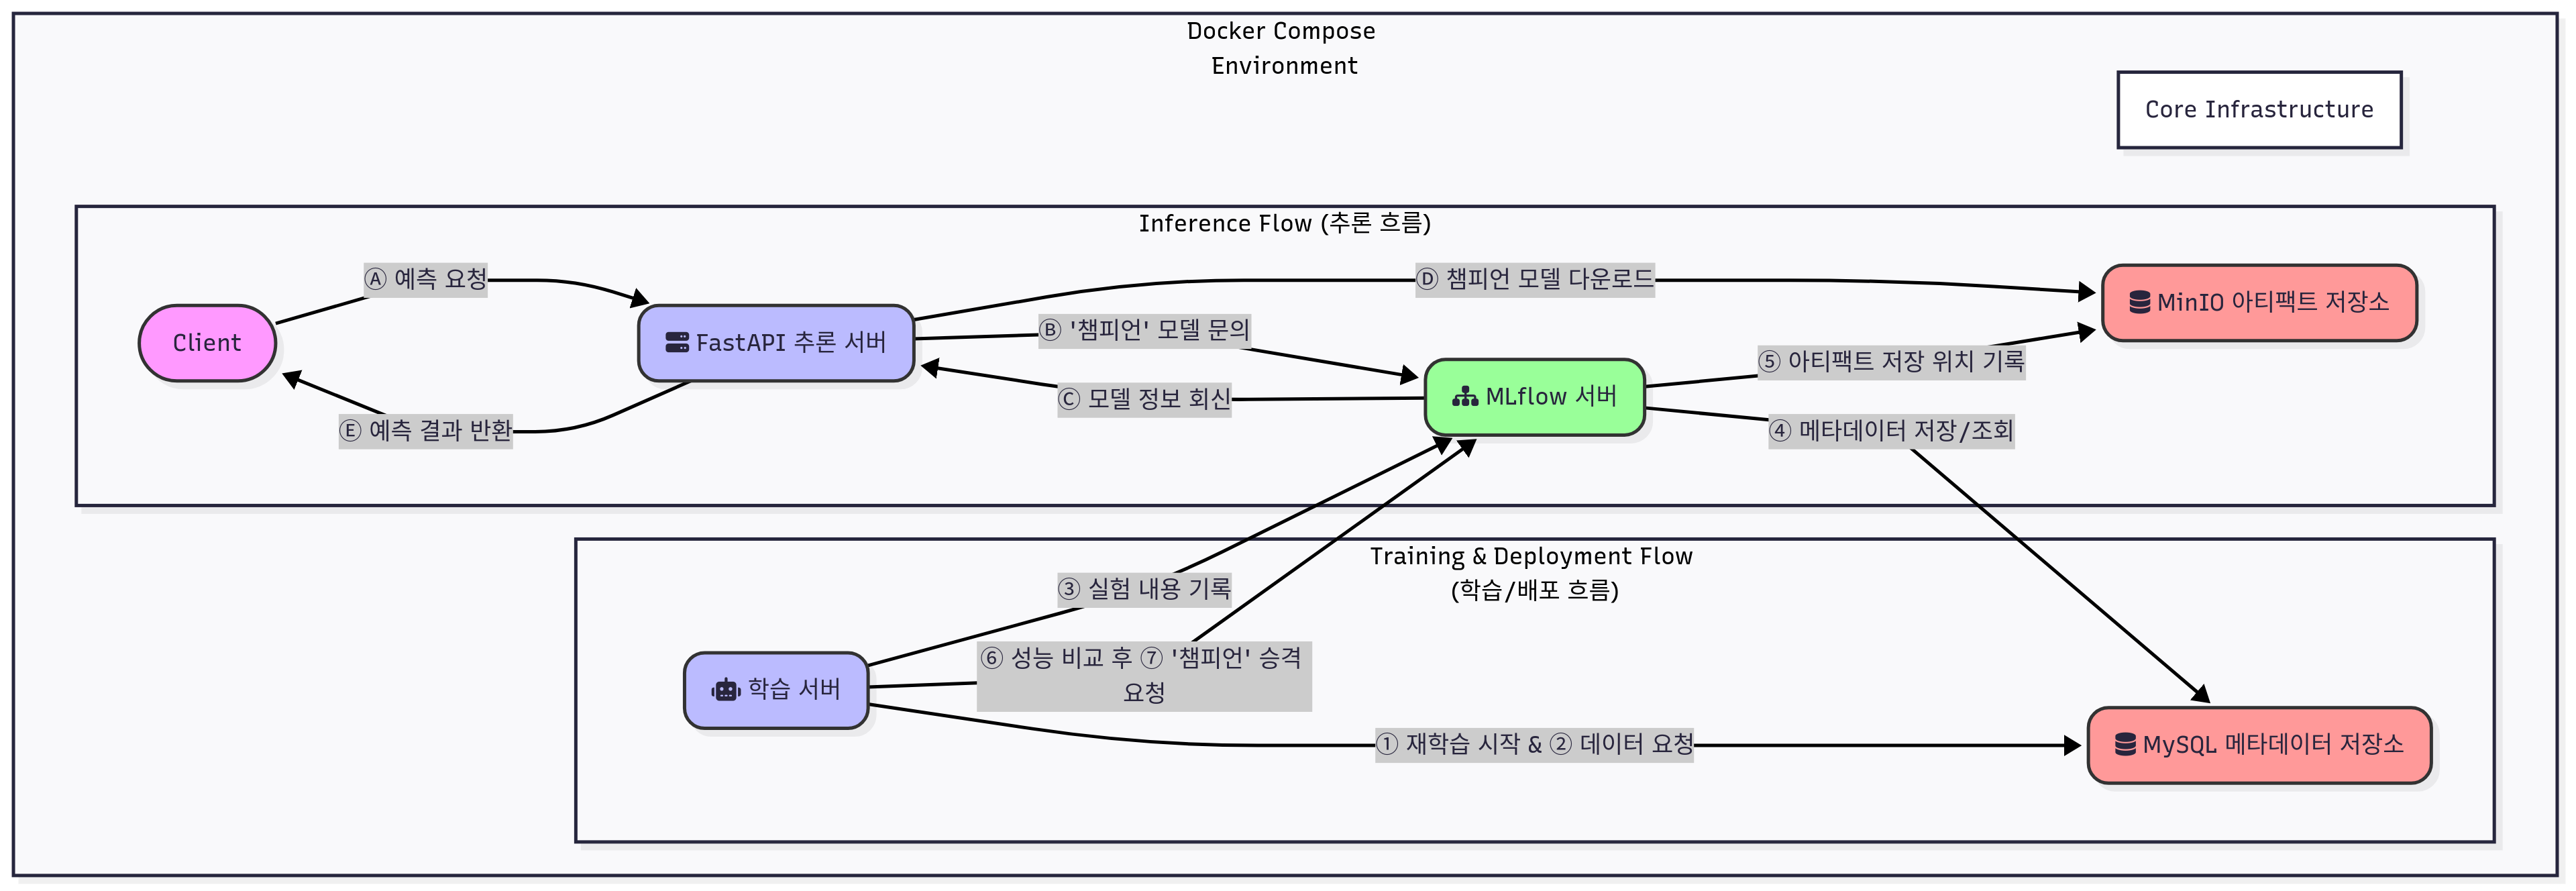 Docker Compose
Environment
Core Infrastructure
Inference Flow (추론 흐름)
Ⓐ 예측 요청
Ⓓ 챔피언 모델 다운로드
MinIO 아티팩트 저장소
Client
FastAPI 추론 서버
Ⓑ '챔피언' 모델 문의
⑤ 아티팩트 저장 위치 기록
MLflow 서버
Ⓒ 모델 정보 회신
Ⓔ 예측 결과 반환
④ 메타데이터 저장/조회
Training & Deployment Flow
(학습/배포 흐름)
③ 실험 내용 기록
⑥ 성능 비교 후 ⑦ '챔피언' 승격
요청
학습 서버
① 재학습 시작 & ② 데이터 요청
MySQL 메타데이터 저장소